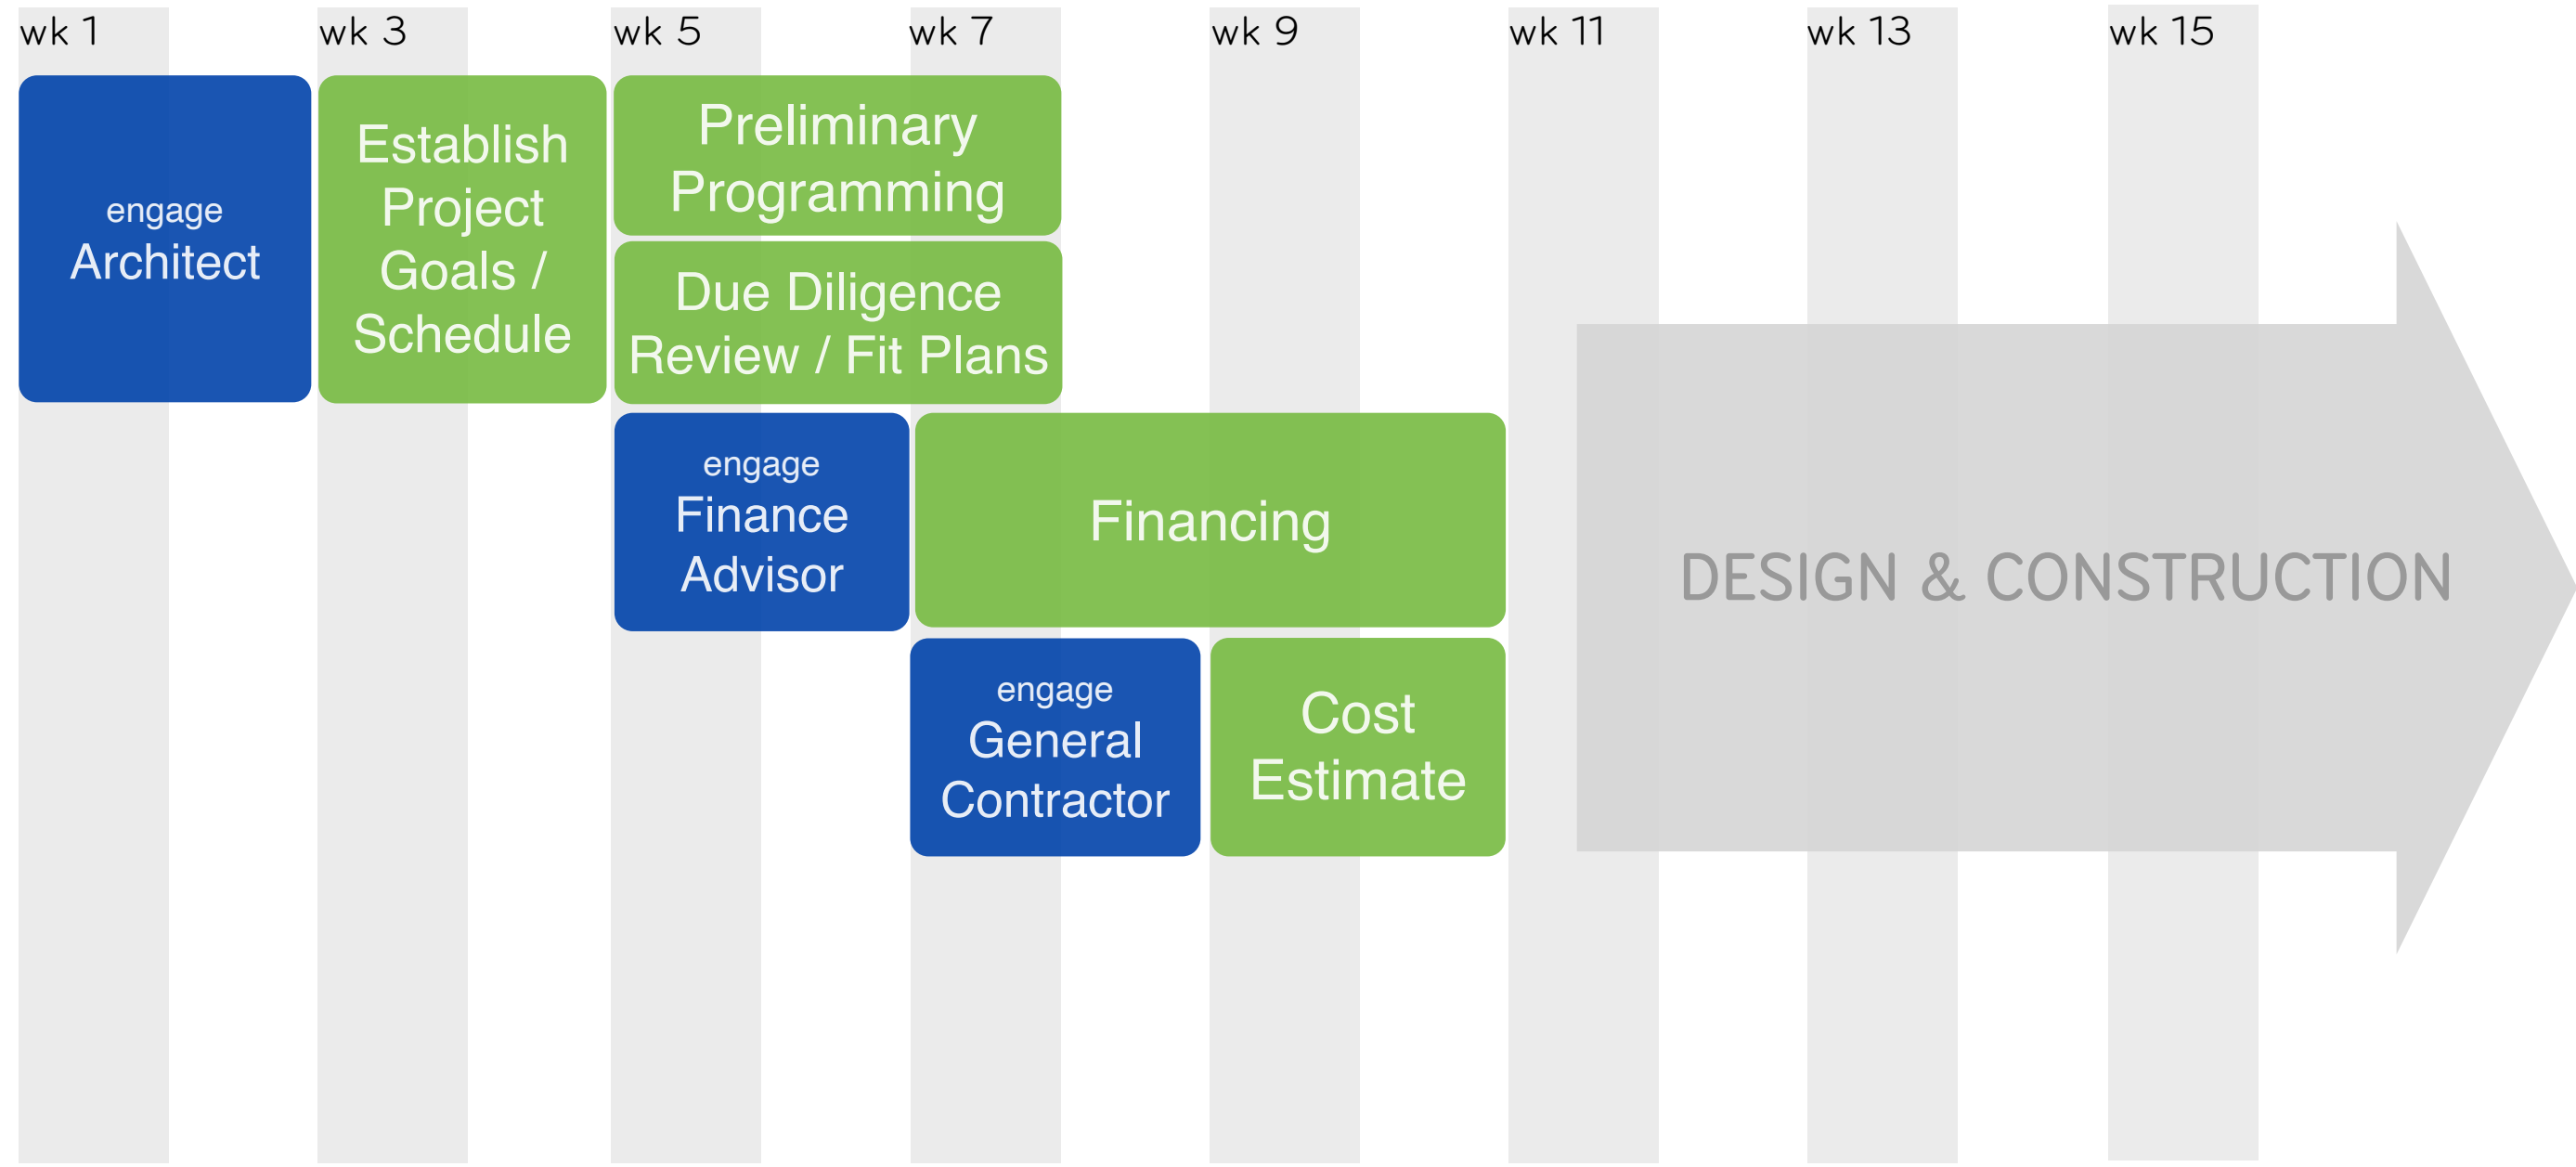 wk 1
wk 3
wk 5
wk 7
wk 9
wk 11
wk 13
wk 15
engage
Architect
Establish
Project
Goals /
Schedule
Preliminary
Programming
Due Diligence
Review / Fit Plans
engage
Finance
Advisor
Financing
engage
General
Contractor
Cost
Estimate
DESIGN & CONSTRUCTION